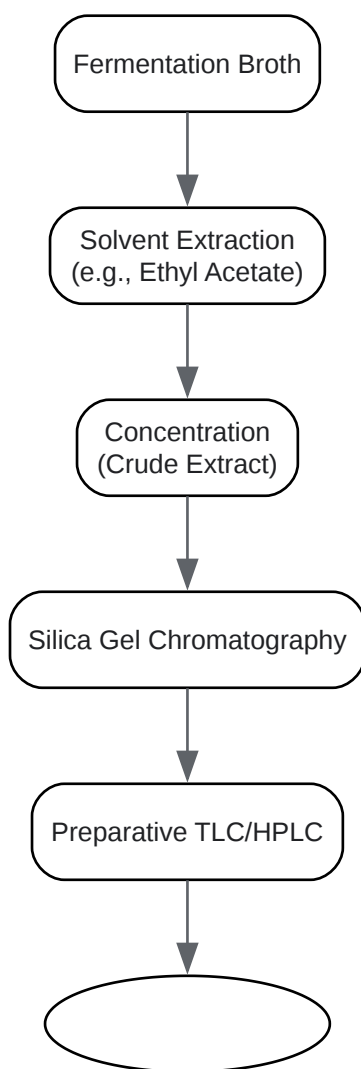 Fermentation Broth
Solvent Extraction
(e.g., Ethyl Acetate)
Concentration
(Crude Extract)
Silica Gel Chromatography
Preparative TLC/HPLC